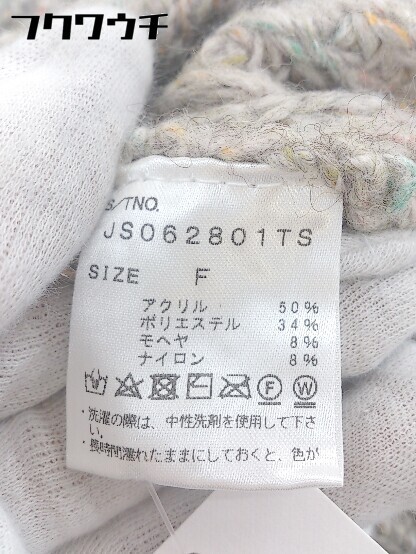 フクワウチ
S/TNO.
JS062801TS
SIZE F
アクリル 50%
ポリエステル 34%
モヘヤ 8%
ナイロン 8%
F W
・洗濯の際は、中性洗剤を使用して下さ
い。
・長時間濡れたままにしておくと、色が